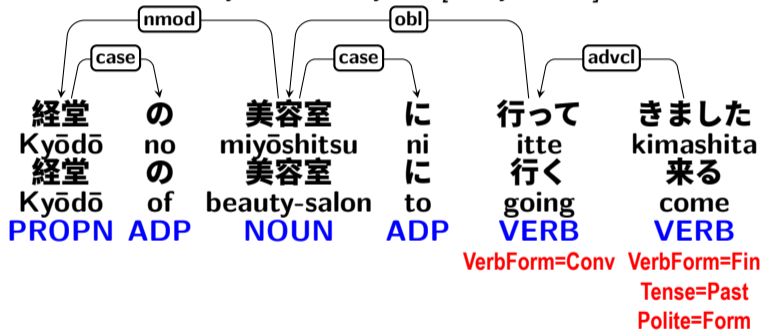 nmod obl
case case advcl
経堂 の 美容室 に 行って きました
Kyōdō no miyōshitsu ni itte kimashita
経堂 の 美容室 に 行く 来る
Kyōdō of beauty-salon to going come
PROPN ADP NOUN ADP VERB VERB
VerbForm=Conv VerbForm=Fin
Tense=Past
Polite=Form